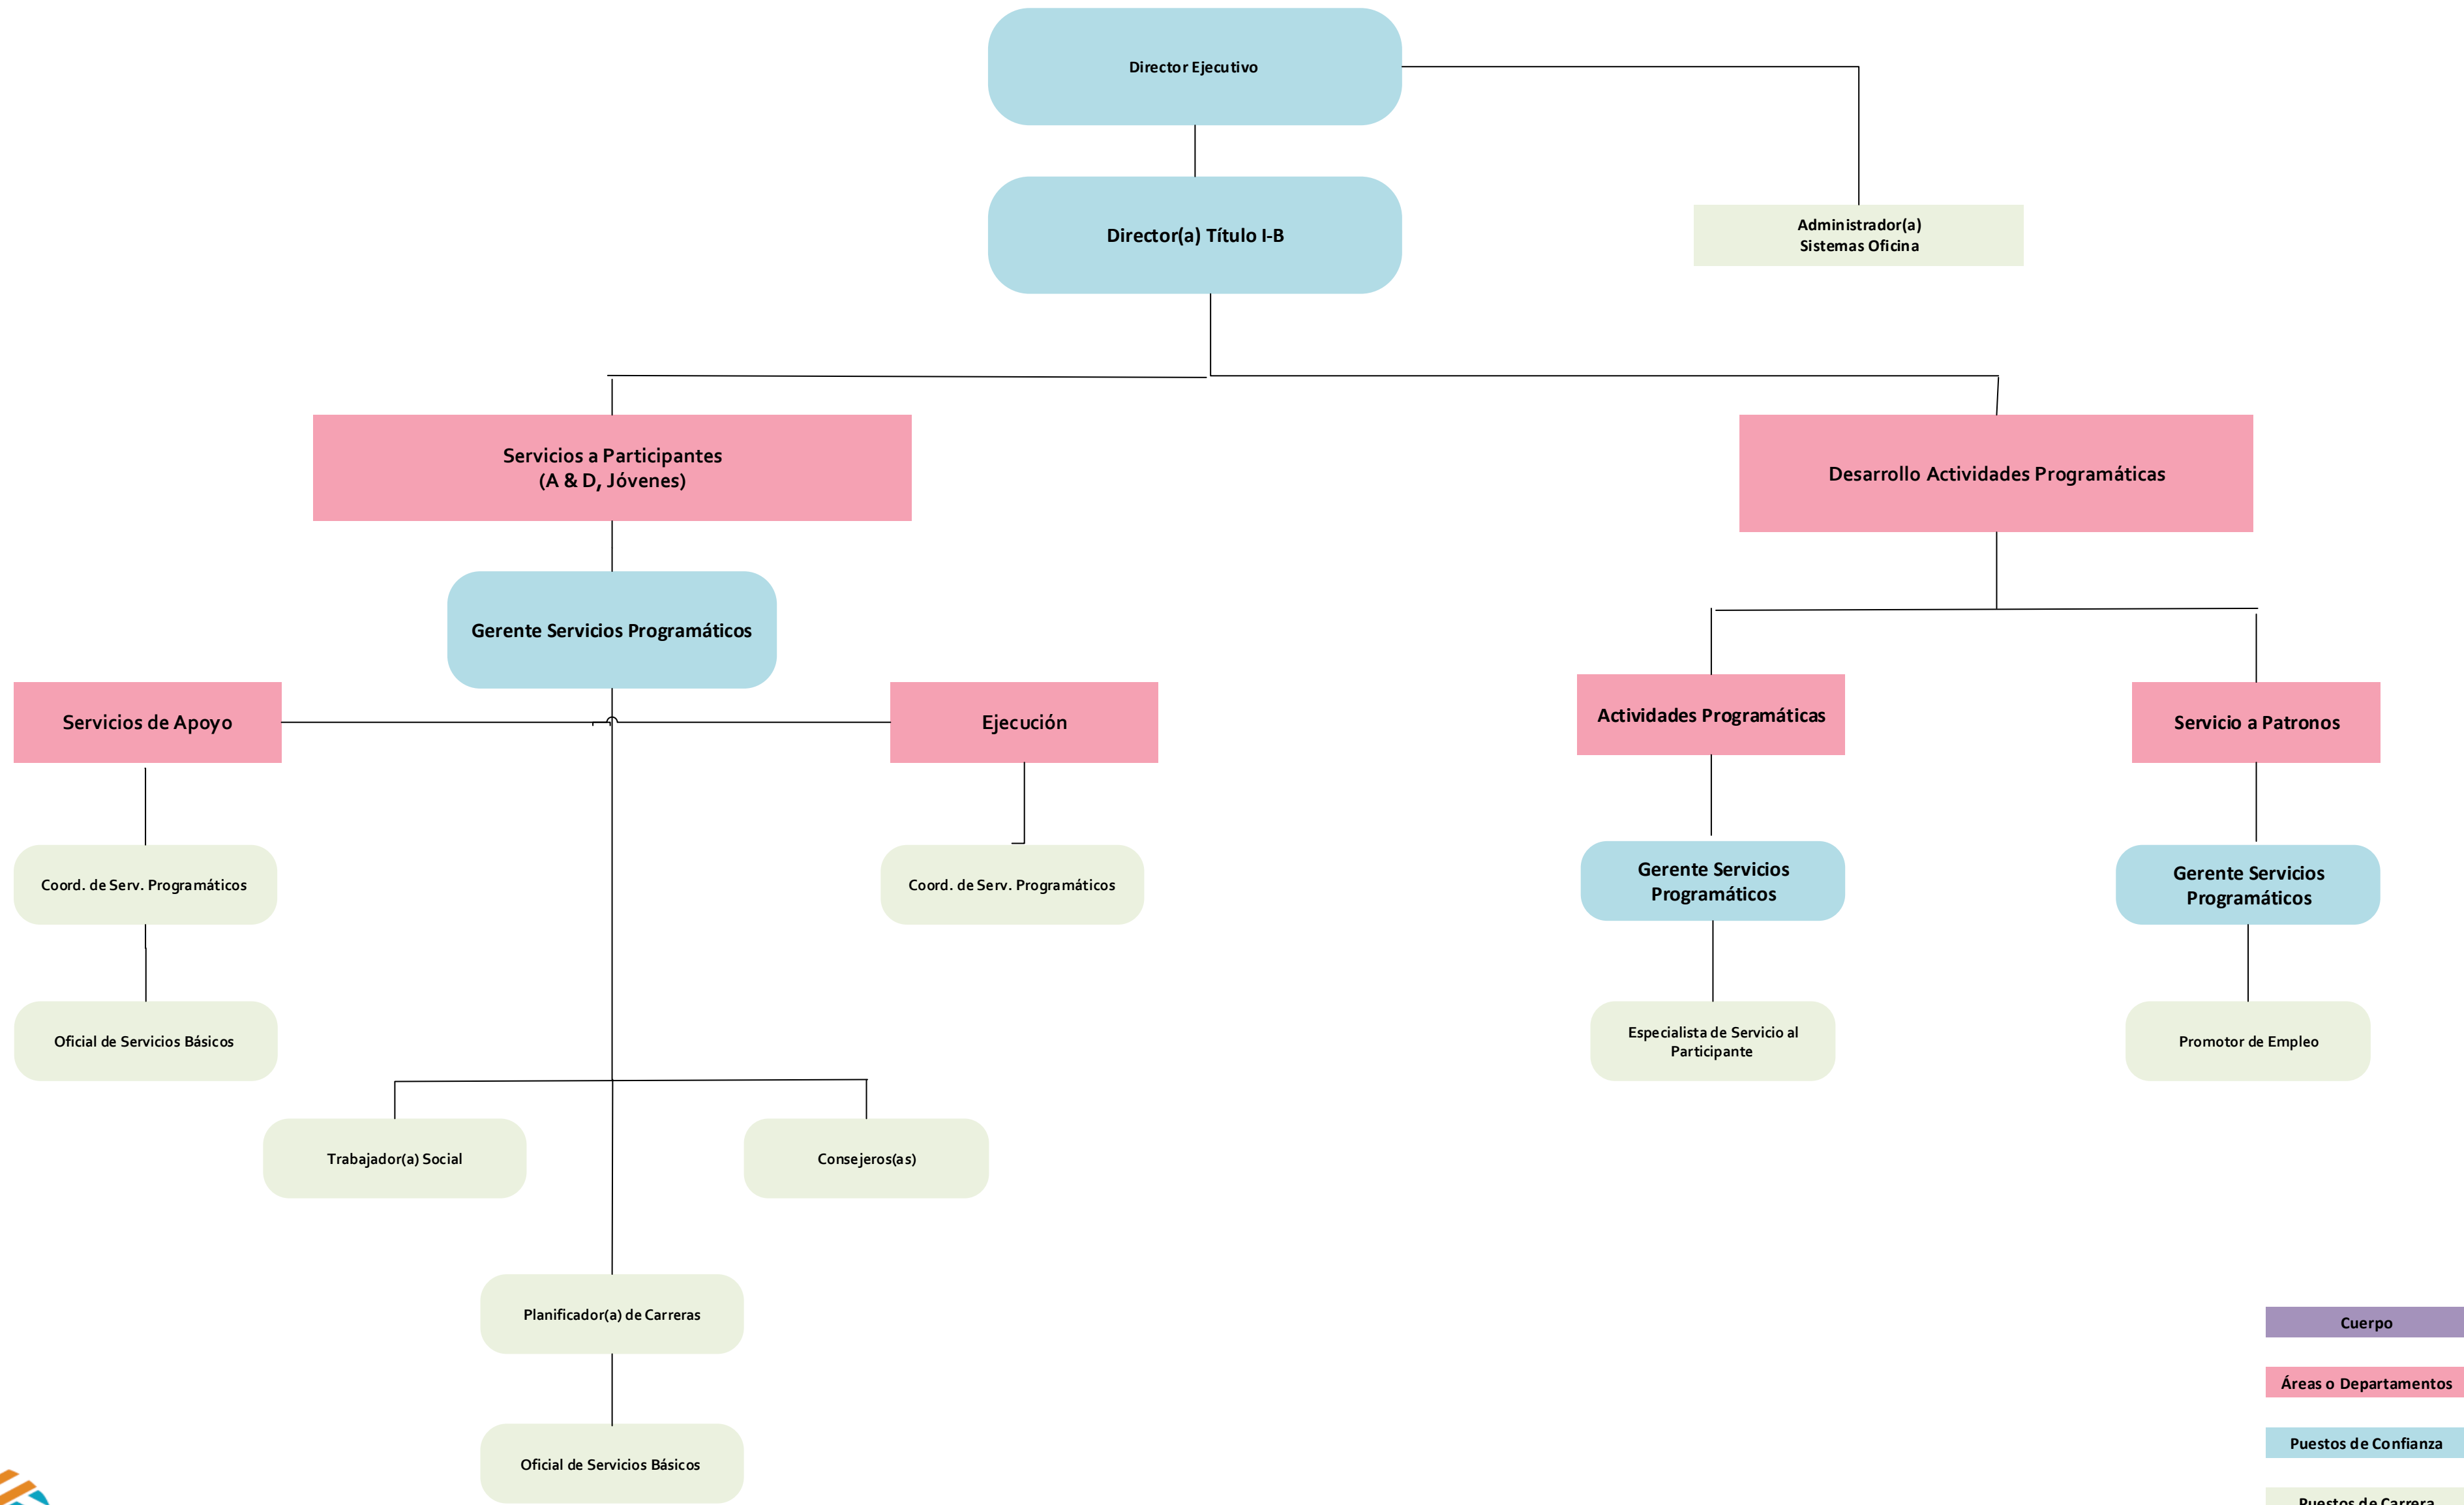 Director Ejecutivo
Director(a) Título I-B
Administrador(a)
Sistemas Oficina
Servicios a Participantes
(A & D, Jóvenes)
Desarrollo Actividades Programáticas
Gerente Servicios Programáticos
Servicios de Apoyo
Ejecución
Actividades Programáticas
Servicio a Patronos
Coord. de Serv. Programáticos
Coord. de Serv. Programáticos
Gerente Servicios
Programáticos
Gerente Servicios
Programáticos
Oficial de Servicios Básicos
Especialista de Servicio al
Participante
Promotor de Empleo
Trabajador(a) Social
Consejeros(as)
Planificador(a) de Carreras
Oficial de Servicios Básicos
Cuerpo
Áreas o Departamentos
Puestos de Confianza
Puestos de Carrera